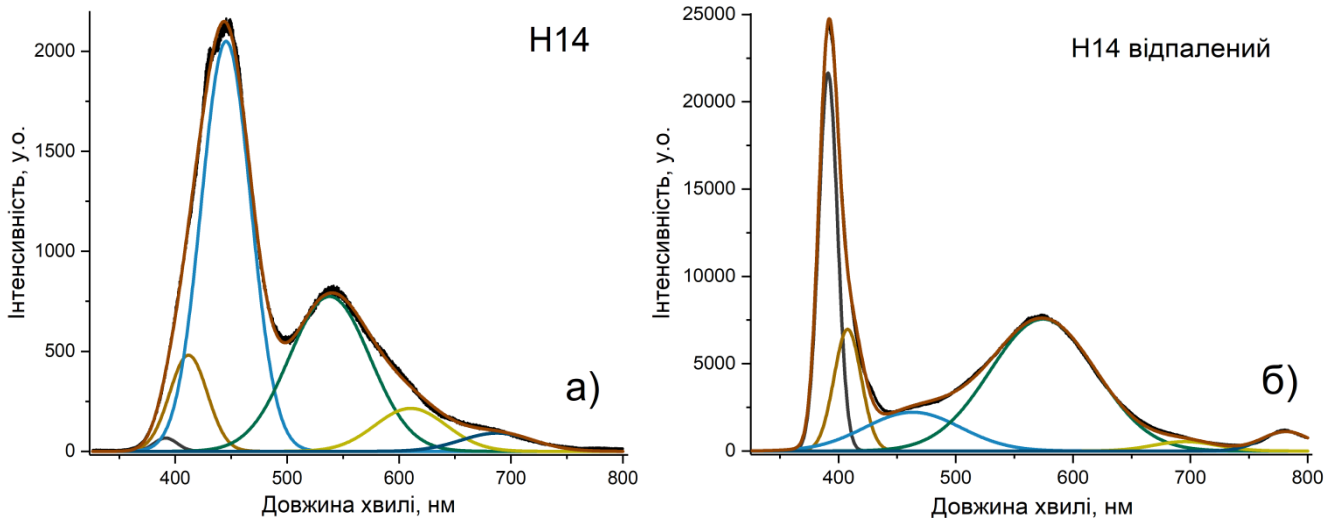 H14
а)
Інтенсивність, у.о.
2000
1500
1000
500
0
400
500
600
700
800
Довжина хвилі, нм
H14 відпалений
б)
Інтенсивність, у.о.
25000
20000
15000
10000
5000
0
400
500
600
700
800
Довжина хвилі, нм